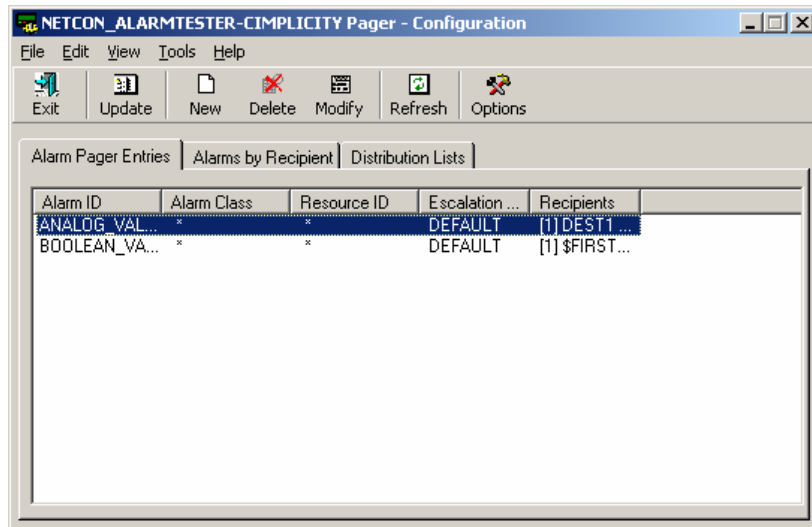 NETCON_ALARMTESTER-CIMPLICITY Pager - Configuration
File Edit View Tools Help
Exit Update New Delete Modify Refresh Options
Alarm Pager Entries Alarms by Recipient Distribution Lists
Alarm ID Alarm Class Resource ID Escalation ... Recipients
ANALOG_VAL... * * DEFAULT [1] DEST1 ...
BOOLEAN_VA... * * DEFAULT [1] $FIRST...